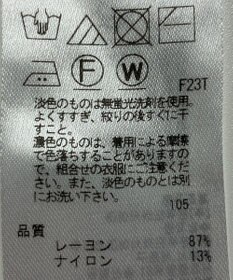 F W
F23T
淡色のものは無蛍光洗剤を使用、
よくすすぎ、絞りの後すぐに干
すこと。
濃色のものは、着用による摩擦
で色落ちすることがありますの
で、組合せの衣服にご注意くだ
さい。また、淡色のものとは別
にお洗い下さい。
105
品質
レーヨン 87%
ナイロン 13%